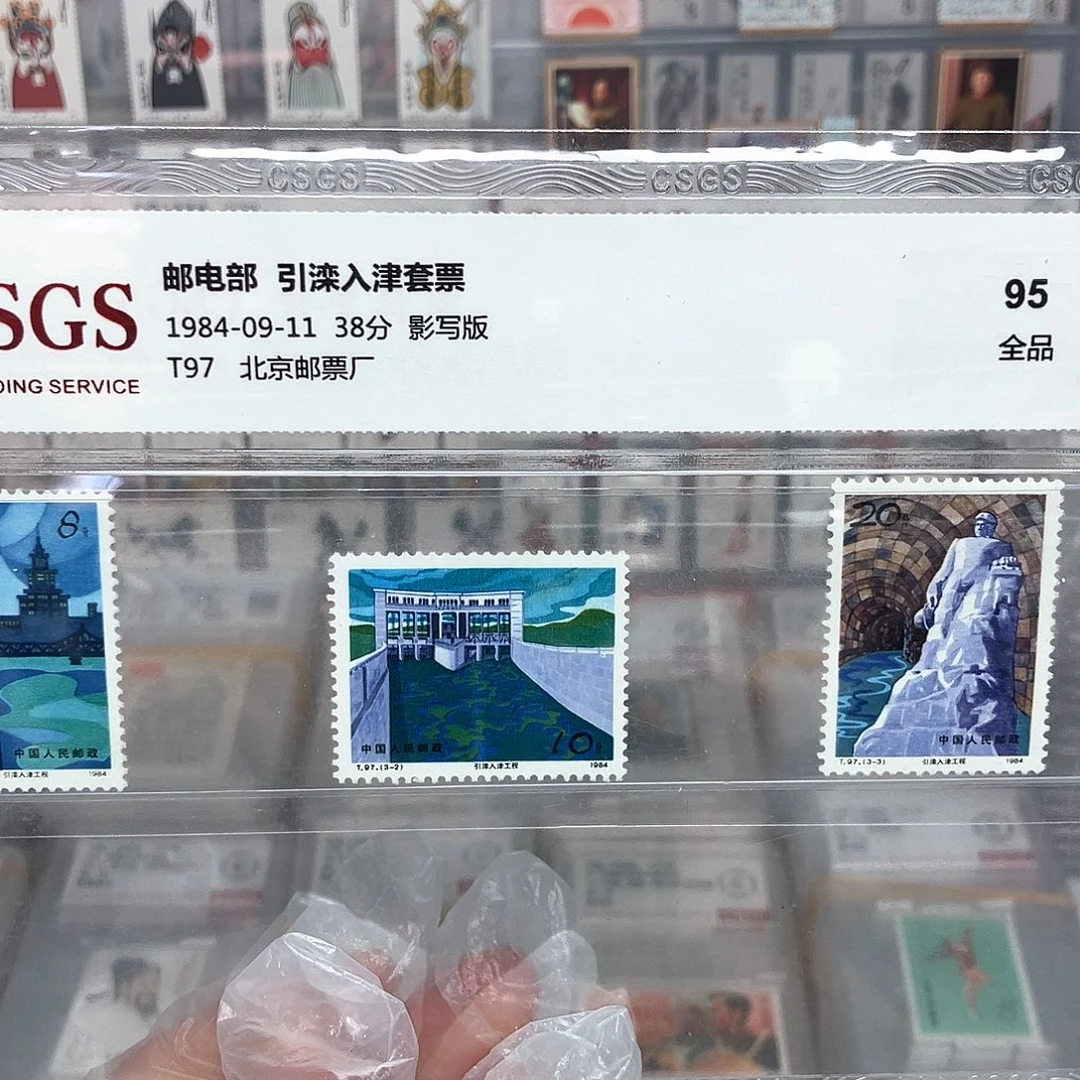 CSGS CSGS CSG
SGS
DING SERVICE
邮电部 引滦入津套票
1984-09-11 38分 影写版
T97 北京邮票厂
95
全品
8分
中国人民邮政
引滦入津工程 1984
中国人民邮政
10分
T.97.(3-2) 引滦入津工程 1984
20分
中国人民邮政
T.97.(3-3) 引滦入津工程 1984